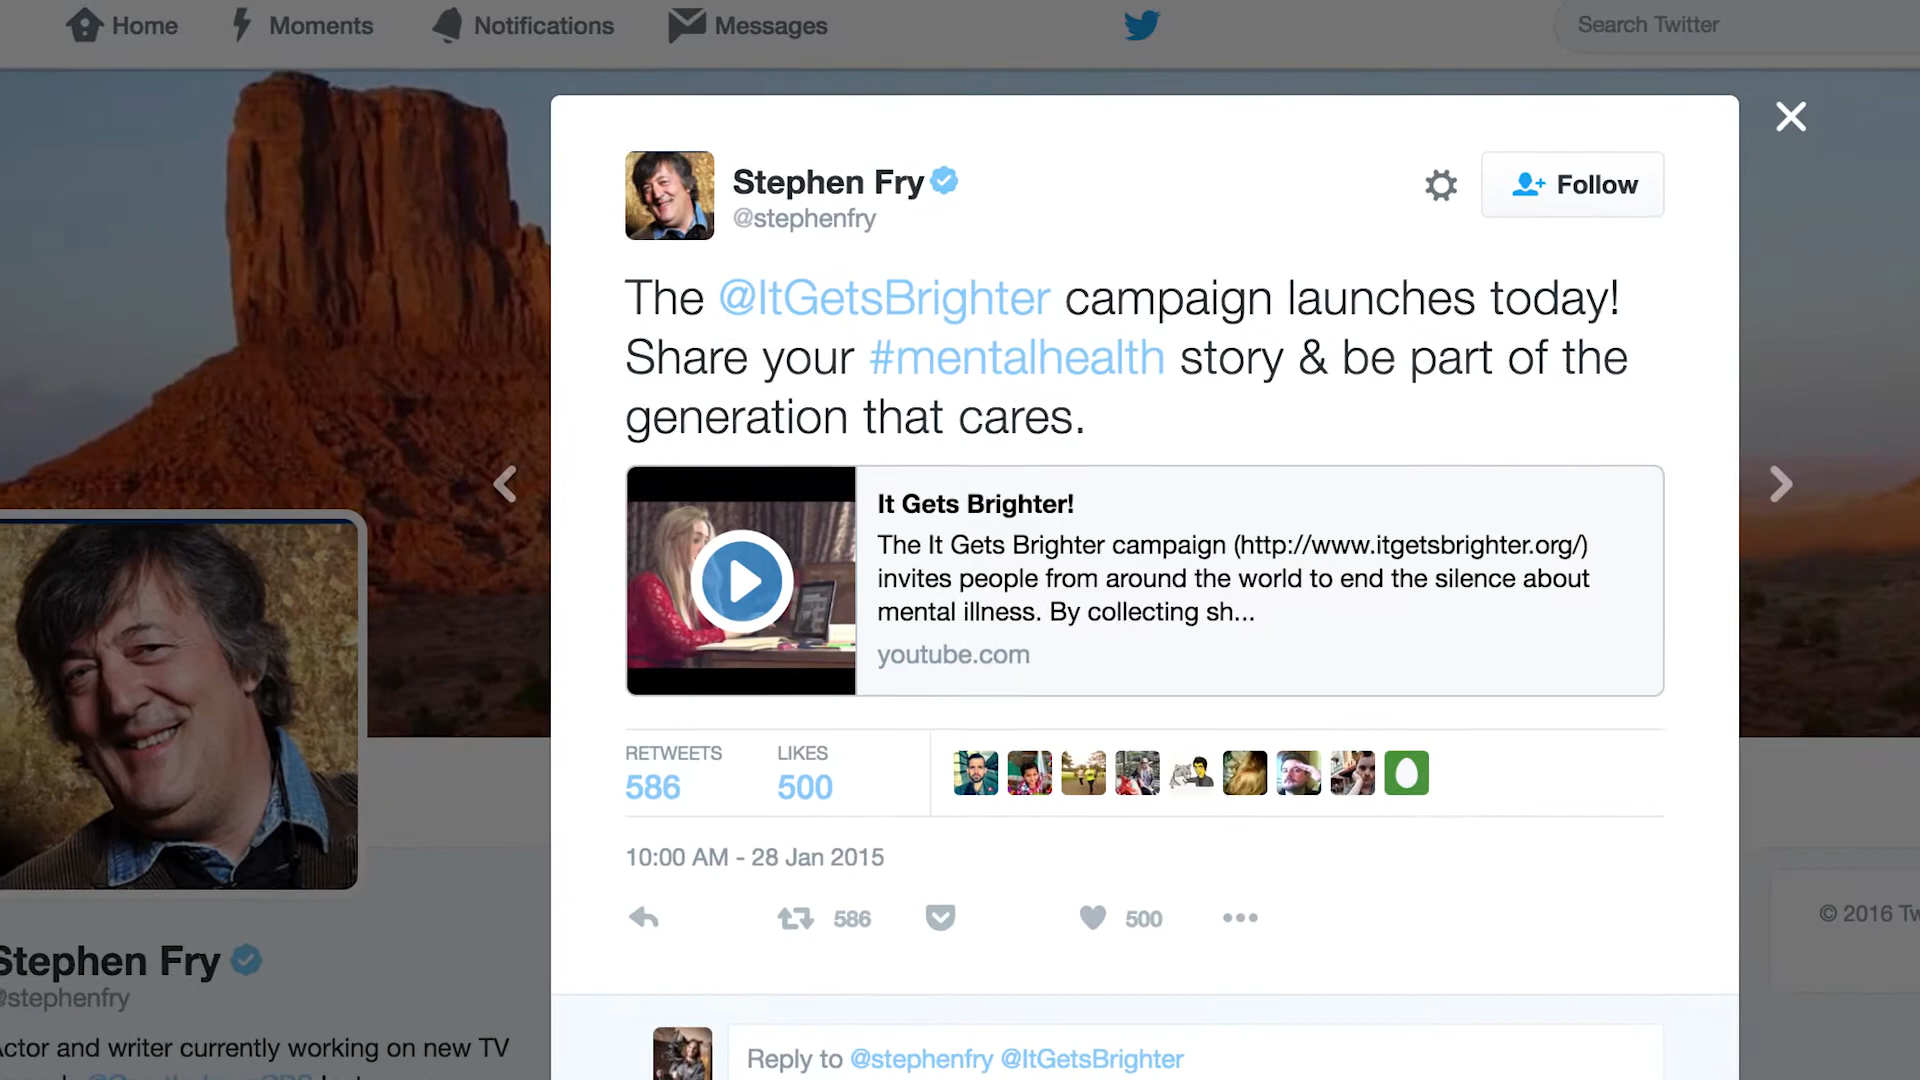 Home
Moments
Notifications
Messages
Search Twitter
Stephen Fry
@stephenfry
Follow
The @ItGetsBrighter campaign launches today!
Share your #mentalhealth story & be part of the
generation that cares.
It Gets Brighter!
The It Gets Brighter campaign (http://www.itgetsbrighter.org/)
invites people from around the world to end the silence about
mental illness. By collecting sh...
youtube.com
RETWEETS
586
LIKES
500
10:00 AM - 28 Jan 2015
586
500
Reply to @stephenfry @ItGetsBrighter
Stephen Fry
@stephenfry
Actor and writer currently working on new TV
© 2016 Tw